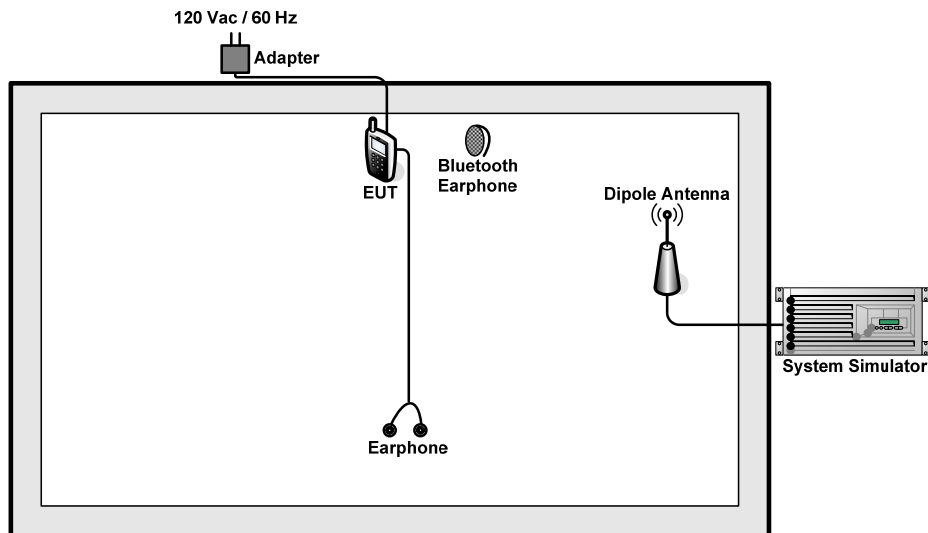 120 Vac / 60 Hz
Adapter
EUT
Bluetooth
Earphone
Dipole Antenna
System Simulator
Earphone